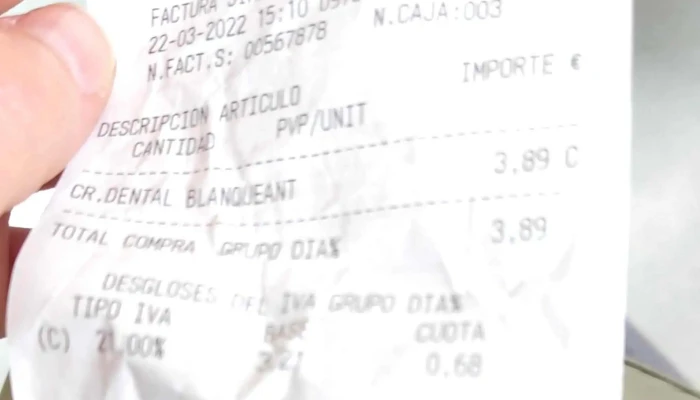 FACTURA
22-03-2022 15:10
N.CAJA:003
N.FACT.S: 00567878
DESCRIPCION ARTICULO IMPORTE €
CANTIDAD PVP/UNIT
CR.DENTAL BLANQUEANT 3,89 C
TOTAL COMPRA GRUPO DIA% 3,89
DESGLOSES DEL IVA GRUPO DIA%
TIPO IVA BASE CUOTA
(C) 21,00% 3,21 0,68